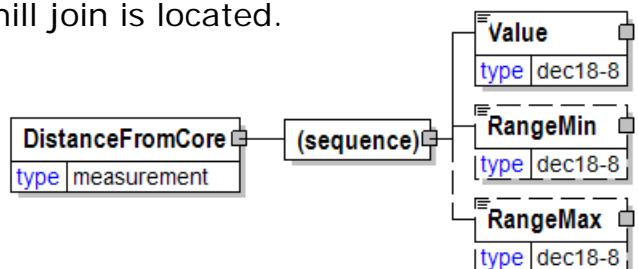 hill join is located.
Value
type dec18-8
RangeMin
type dec18-8
DistanceFromCore
type measurement
(sequence)
RangeMax
type dec18-8